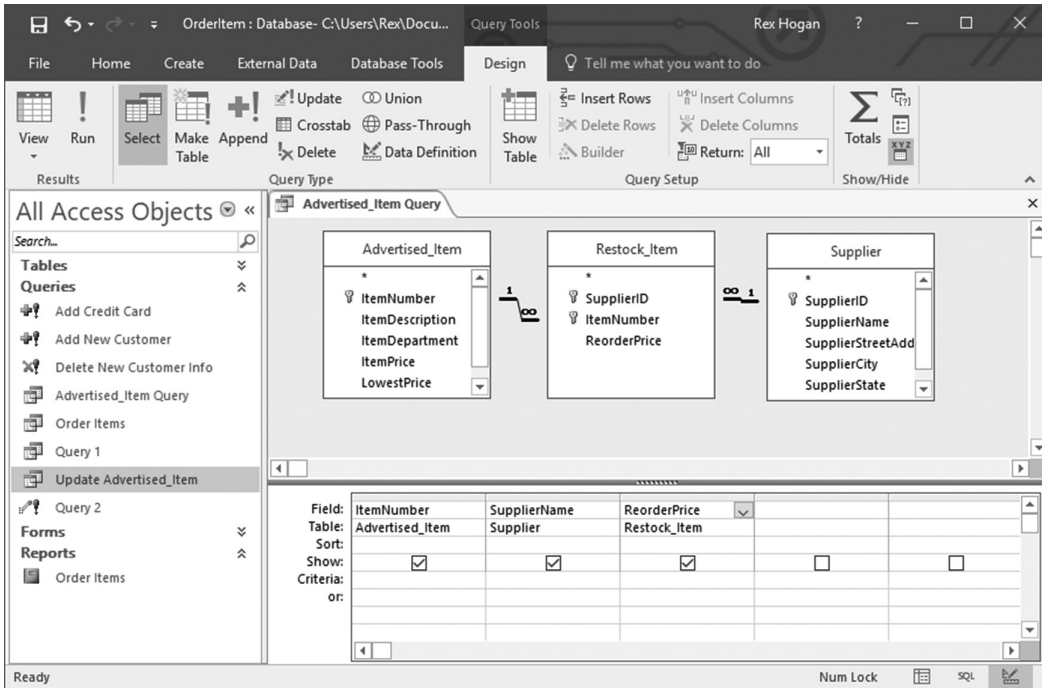 OrderItem : Database- C:\Users\Rex\Docu... Query Tools Rex Hogan ?
File Home Create External Data Database Tools Design Tell me what you want to do
View
Run
Select
Make Table
Append
Update
Crosstab
Delete
Union
Pass-Through
Data Definition
Show Table
Insert Rows
Delete Rows
Builder
Insert Columns
Delete Columns
Return: All
Totals
XYZ
Results Query Type Query Setup Show/Hide
All Access Objects
Search...
Tables
Queries
Add Credit Card
Add New Customer
Delete New Customer Info
Advertised_Item Query
Order Items
Query 1
Update Advertised_Item
Query 2
Forms
Reports
Order Items
Advertised_Item Query
Advertised_Item
*
ItemNumber
ItemDescription
ItemDepartment
ItemPrice
LowestPrice
1 ∞
Restock_Item
*
SupplierID
ItemNumber
ReorderPrice
∞ 1
Supplier
*
SupplierID
SupplierName
SupplierStreetAdd
SupplierCity
SupplierState
Field: ItemNumber SupplierName ReorderPrice
Table: Advertised_Item Supplier Restock_Item
Sort:
Show:
Criteria:
or:
Ready Num Lock SQL